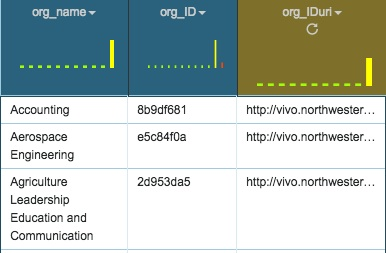 org_name org_ID org_IDuri
Accounting 8b9df681 http://vivo.northwester...
Aerospace e5c84f0a http://vivo.northwester...
Engineering
Agriculture 2d953da5 http://vivo.northwester...
Leadership
Education and
Communication